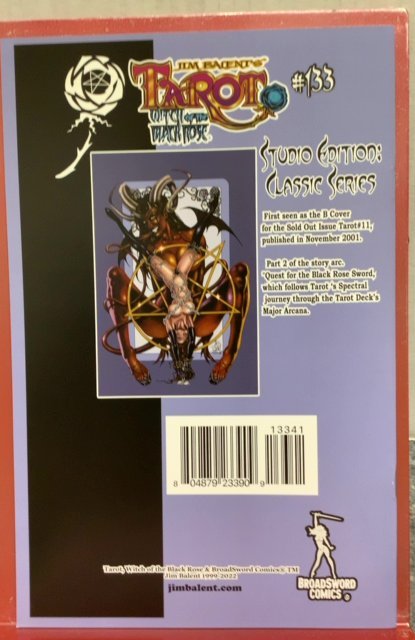 JIM BALENT'S
TAROT #133
WITCH OF THE
BLACK ROSE
Studio Edition:
Classic Series
First seen as the B Cover
for the Sold Out Issue Tarot#11,
published in November 2001.
Part 2 of the story arc.
"Quest for the Black Rose Sword,
which follows Tarot 's Spectral
journey through the Tarot Deck's
Major Arcana.
13341
8 04879 23390 9
BROADSWORD
COMICS
Tarot, Witch of the Black Rose & BroadSword Comics ® TM
Jim Balent 1999-2022
jimbalent.com